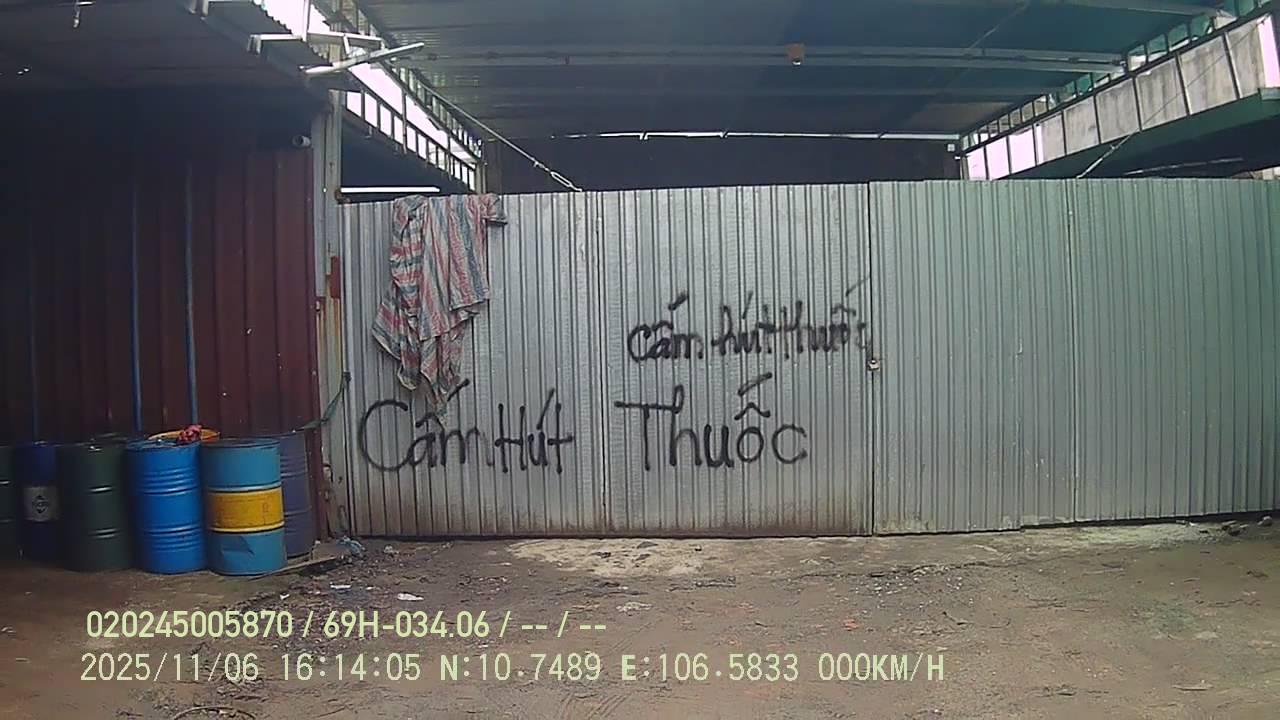 cấm hút thuốc
Cấm Hút Thuốc
020245005870 / 69H-034.06 / -- / --
2025/11/06 16:14:05 N:10.7489 E:106.5833 000KM/H